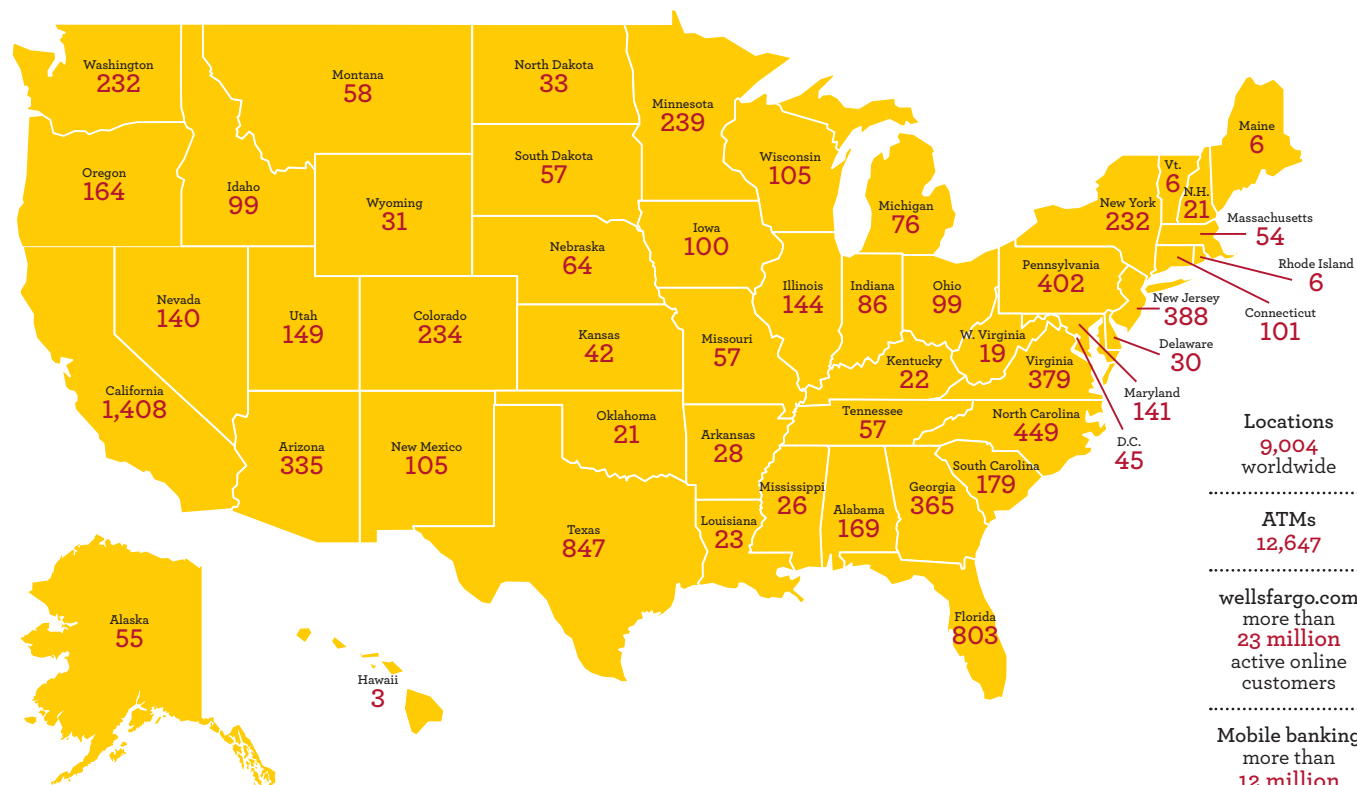 Washington
232
Montana
58
North Dakota
33
Minnesota
239
Oregon
164
Idaho
99
Wyoming
31
South Dakota
57
Wisconsin
105
Michigan
76
Maine
6
Vt.
6
N.H.
21
New York
232
Massachusetts
54
Rhode Island
6
Connecticut
101
Nebraska
64
Iowa
100
Illinois
144
Indiana
86
Ohio
99
Pennsylvania
402
New Jersey
388
Delaware
30
Maryland
141
D.C.
45
Nevada
140
Utah
149
Colorado
234
Kansas
42
Missouri
57
Kentucky
22
W. Virginia
19
Virginia
379
California
1,408
Arizona
335
New Mexico
105
Oklahoma
21
Arkansas
28
Tennessee
57
North Carolina
449
South Carolina
179
Mississippi
26
Alabama
169
Georgia
365
Texas
847
Louisiana
23
Florida
803
Alaska
55
Hawaii
3
Locations
9,004
worldwide
ATMs
12,647
wellsfargo.com
more than
23 million
active online
customers
Mobile banking
more than
12 million